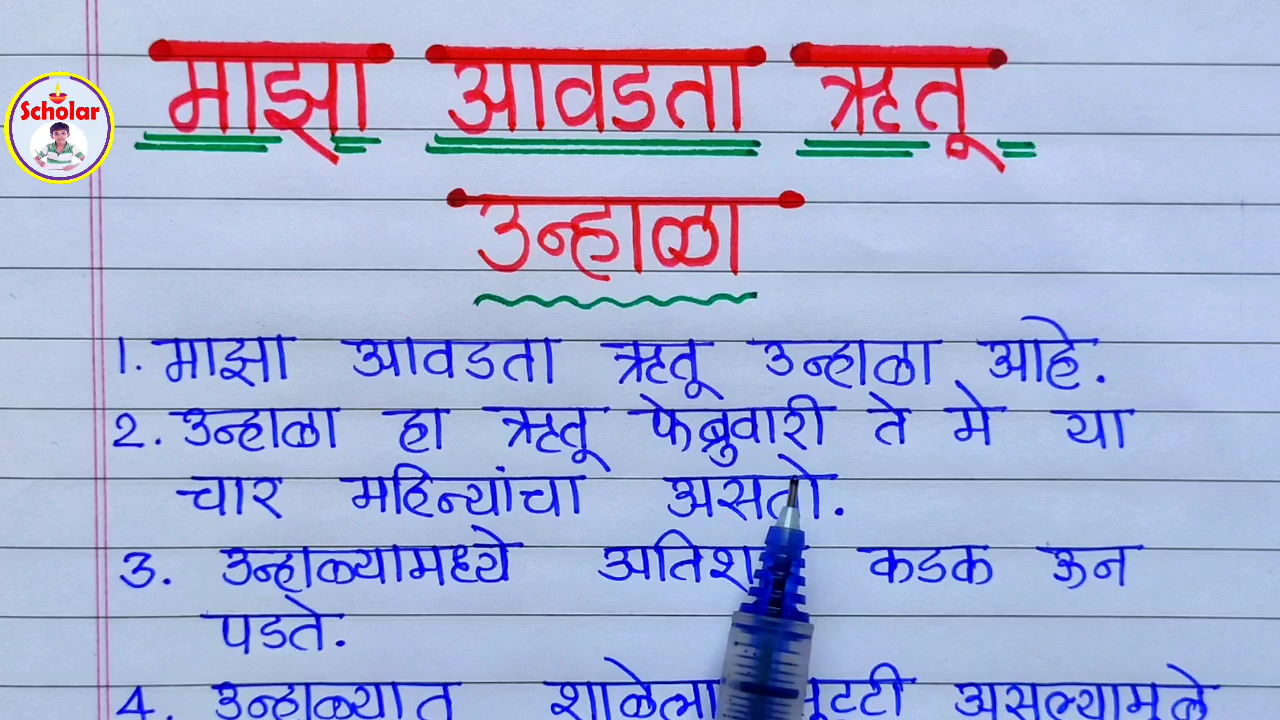 Scholar
माझा आवडता ऋतू
उन्हाळा
1. माझा आवडता ऋतू उन्हाळा आहे.
2. उन्हाळा हा ऋतू फेब्रुवारी ते मे या
चार महिन्यांचा असतो.
3. उन्हाळ्यामध्ये अतिशय कडक ऊन
पडते.
4. उन्हाळ्यात शाळेला सुटटी असल्यामुळे